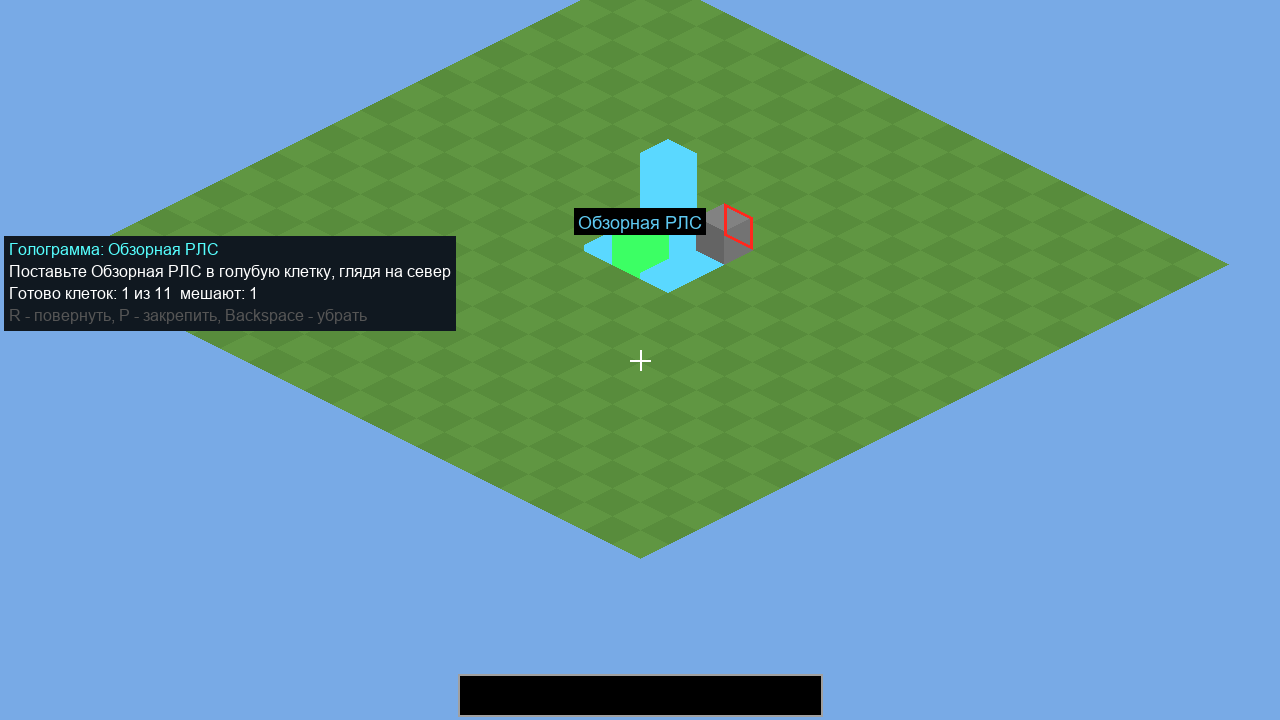 Обзорная РЛС
Голограмма: Обзорная РЛС
Поставьте Обзорная РЛС в голубую клетку, глядя на север
Готово клеток: 1 из 11  мешают: 1
R - повернуть, P - закрепить, Backspace - убрать